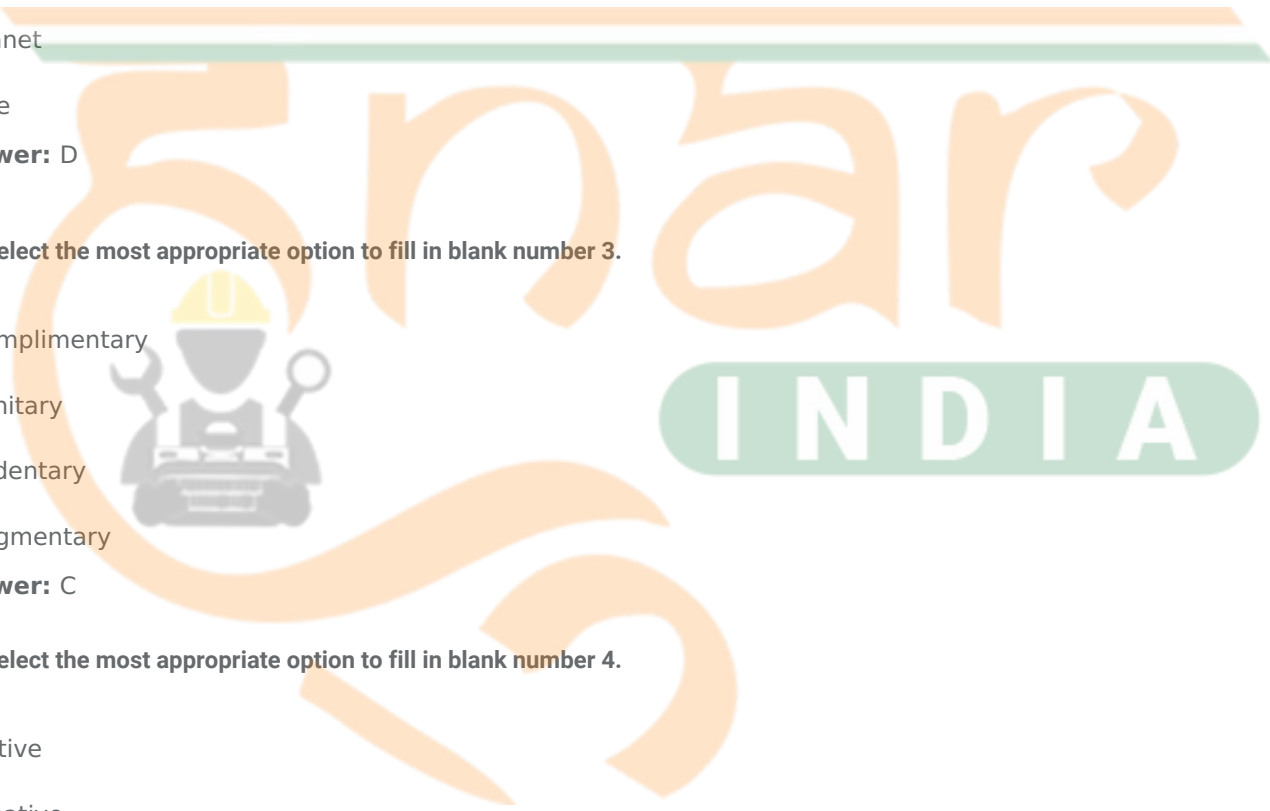 net
e
wer: D
elect the most appropriate option to fill in blank number 3.
mplimentary
nitary
dentary
gmentary
wer: C
elect the most appropriate option to fill in blank number 4.
tive
हुnar
INDIA